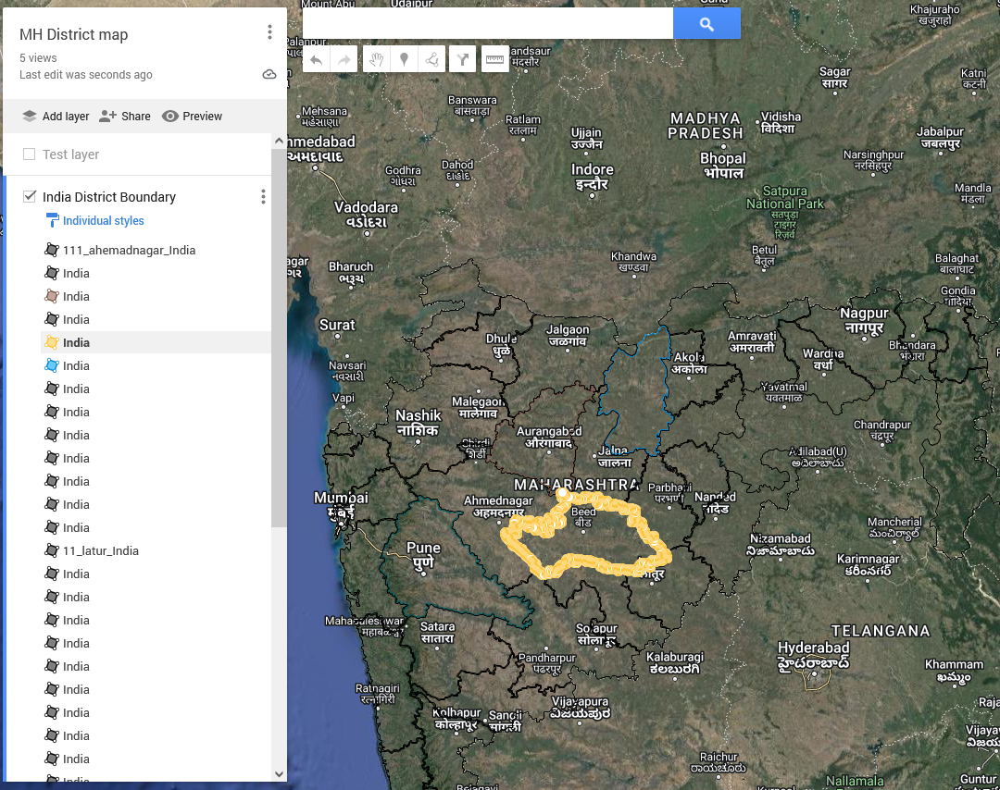 MH District map
5 views
Last edit was seconds ago
Add layer
Share
Preview
Test layer
India District Boundary
Individual styles
111_ahemadnagar_India
India
India
India
India
India
India
India
India
India
India
India
India
11_latur_India
India
India
India
India
India
India
India
India
India
India
Mount Abu
Udaipur
Khajuraho
खजुराहो
Palanpur
Mandsaur
मंदसौर
Sagar
सागर
Katni
कटनी
Banswara
बांसवाड़ा
Mehsana
મહેસાણા
Ratlam
रतलाम
Ujjain
उज्जैन
MADHYA
PRADESH
Vidisha
विदिशा
Jabalpur
जबलपुर
Ahmedabad
અમદાવાદ
Bhopal
भोपाल
Narsinghpur
नरसिंहपुर
Godhra
ગોધરા
Dahod
દાહોદ
Indore
इन्दौर
Mandla
मंडला
Vadodara
વડોદરા
Satpura
National Park
सतपुड़ा
टाइगर
रिज़र्व
Khandwa
खण्डवा
Betul
बैतूल
Balaghat
बालाघाट
Bharuch
ભરૂચ
Gondia
गोंदिया
Surat
Nagpur
नागपूर
Dhule
धुळे
Jalgaon
जळगाव
Amravati
अमरावती
Bhandara
भंडारा
Akola
अकोला
Wardha
वर्धा
Navsari
નવસારી
Yavatmal
यवतमाळ
Vapi
Malegaon
मालेगाव
Nashik
नाशिक
Chandrapur
चंद्रपूर
Aurangabad
औरंगाबाद
Shirdi
शिर्डी
Jalna
जालना
Adilabad(U)
ఆదిలాబాదు
MAHARASHTRA
Parbhani
परभणी
Mumbai
मुंबई
Ahmednagar
अहमदनगर
Nanded
नांदेड
Beed
बीड
Mancherial
మంచిర్యాల్
Nizamabad
నిజామాబాదు
Pune
पुणे
Karimnagar
కరీంనగర్
लातूर
Mahabaleshwar
महाबळेश्वर
Satara
सातारा
Solapur
सोलापूर
TELANGANA
Hyderabad
హైదరాబాద్
Pandharpur
पंढरपूर
Kalaburagi
ಕಲಬುರಗಿ
Khammam
ఖమ్మం
Ratnagiri
रत्नागिरी
Vijayapura
ವಿಜಯಪುರ
Kolhapur
कोल्हापूर
Sangli
सांगली
Raichur
ರಾಯಚೂರು
Guntur
Nallamala